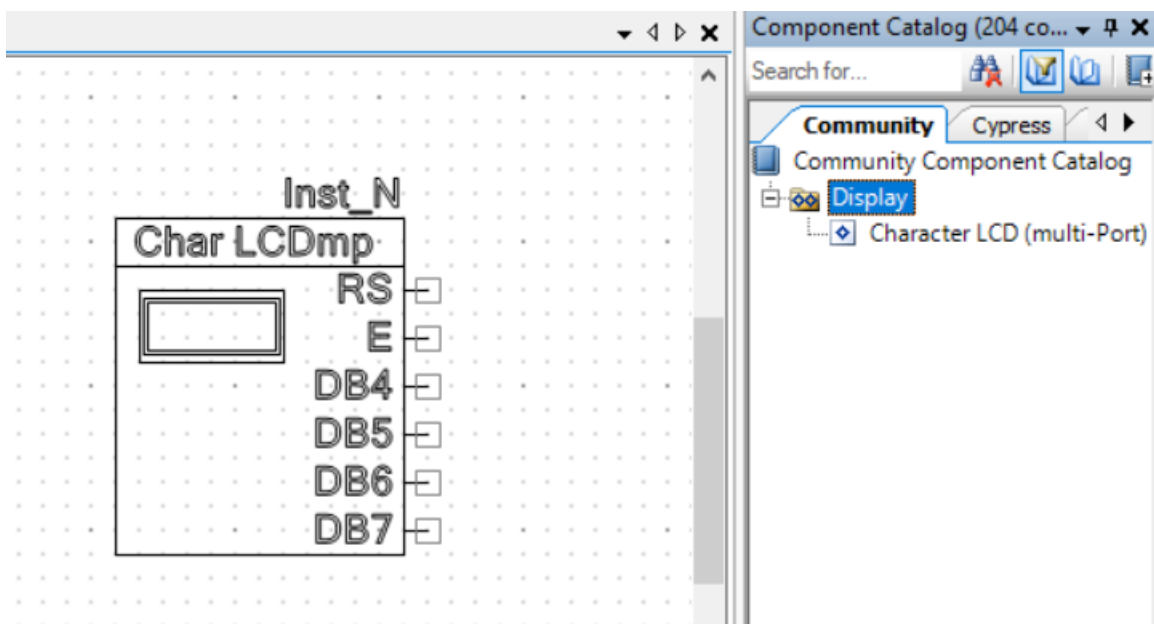 Component Catalog (204 co...
Search for...
Community Cypress
Community Component Catalog
Display
Character LCD (multi-Port)
Inst_N
Char LCDmp
RS
E
DB4
DB5
DB6
DB7